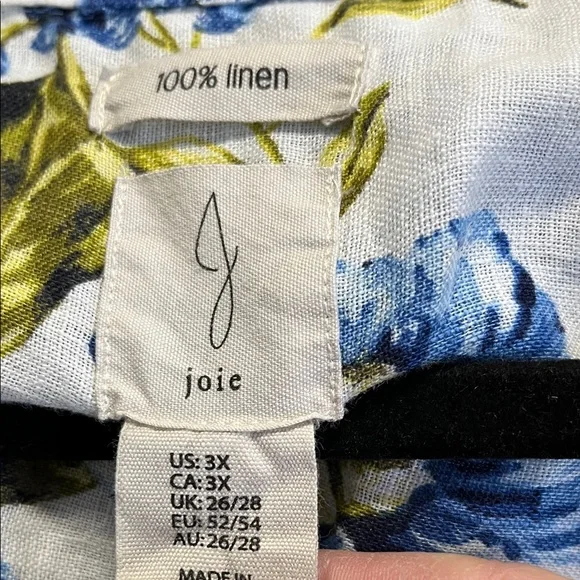 100% linen
J
joie
US: 3X
CA: 3X
UK: 26/28
EU: 52/54
AU: 26/28
MADE IN